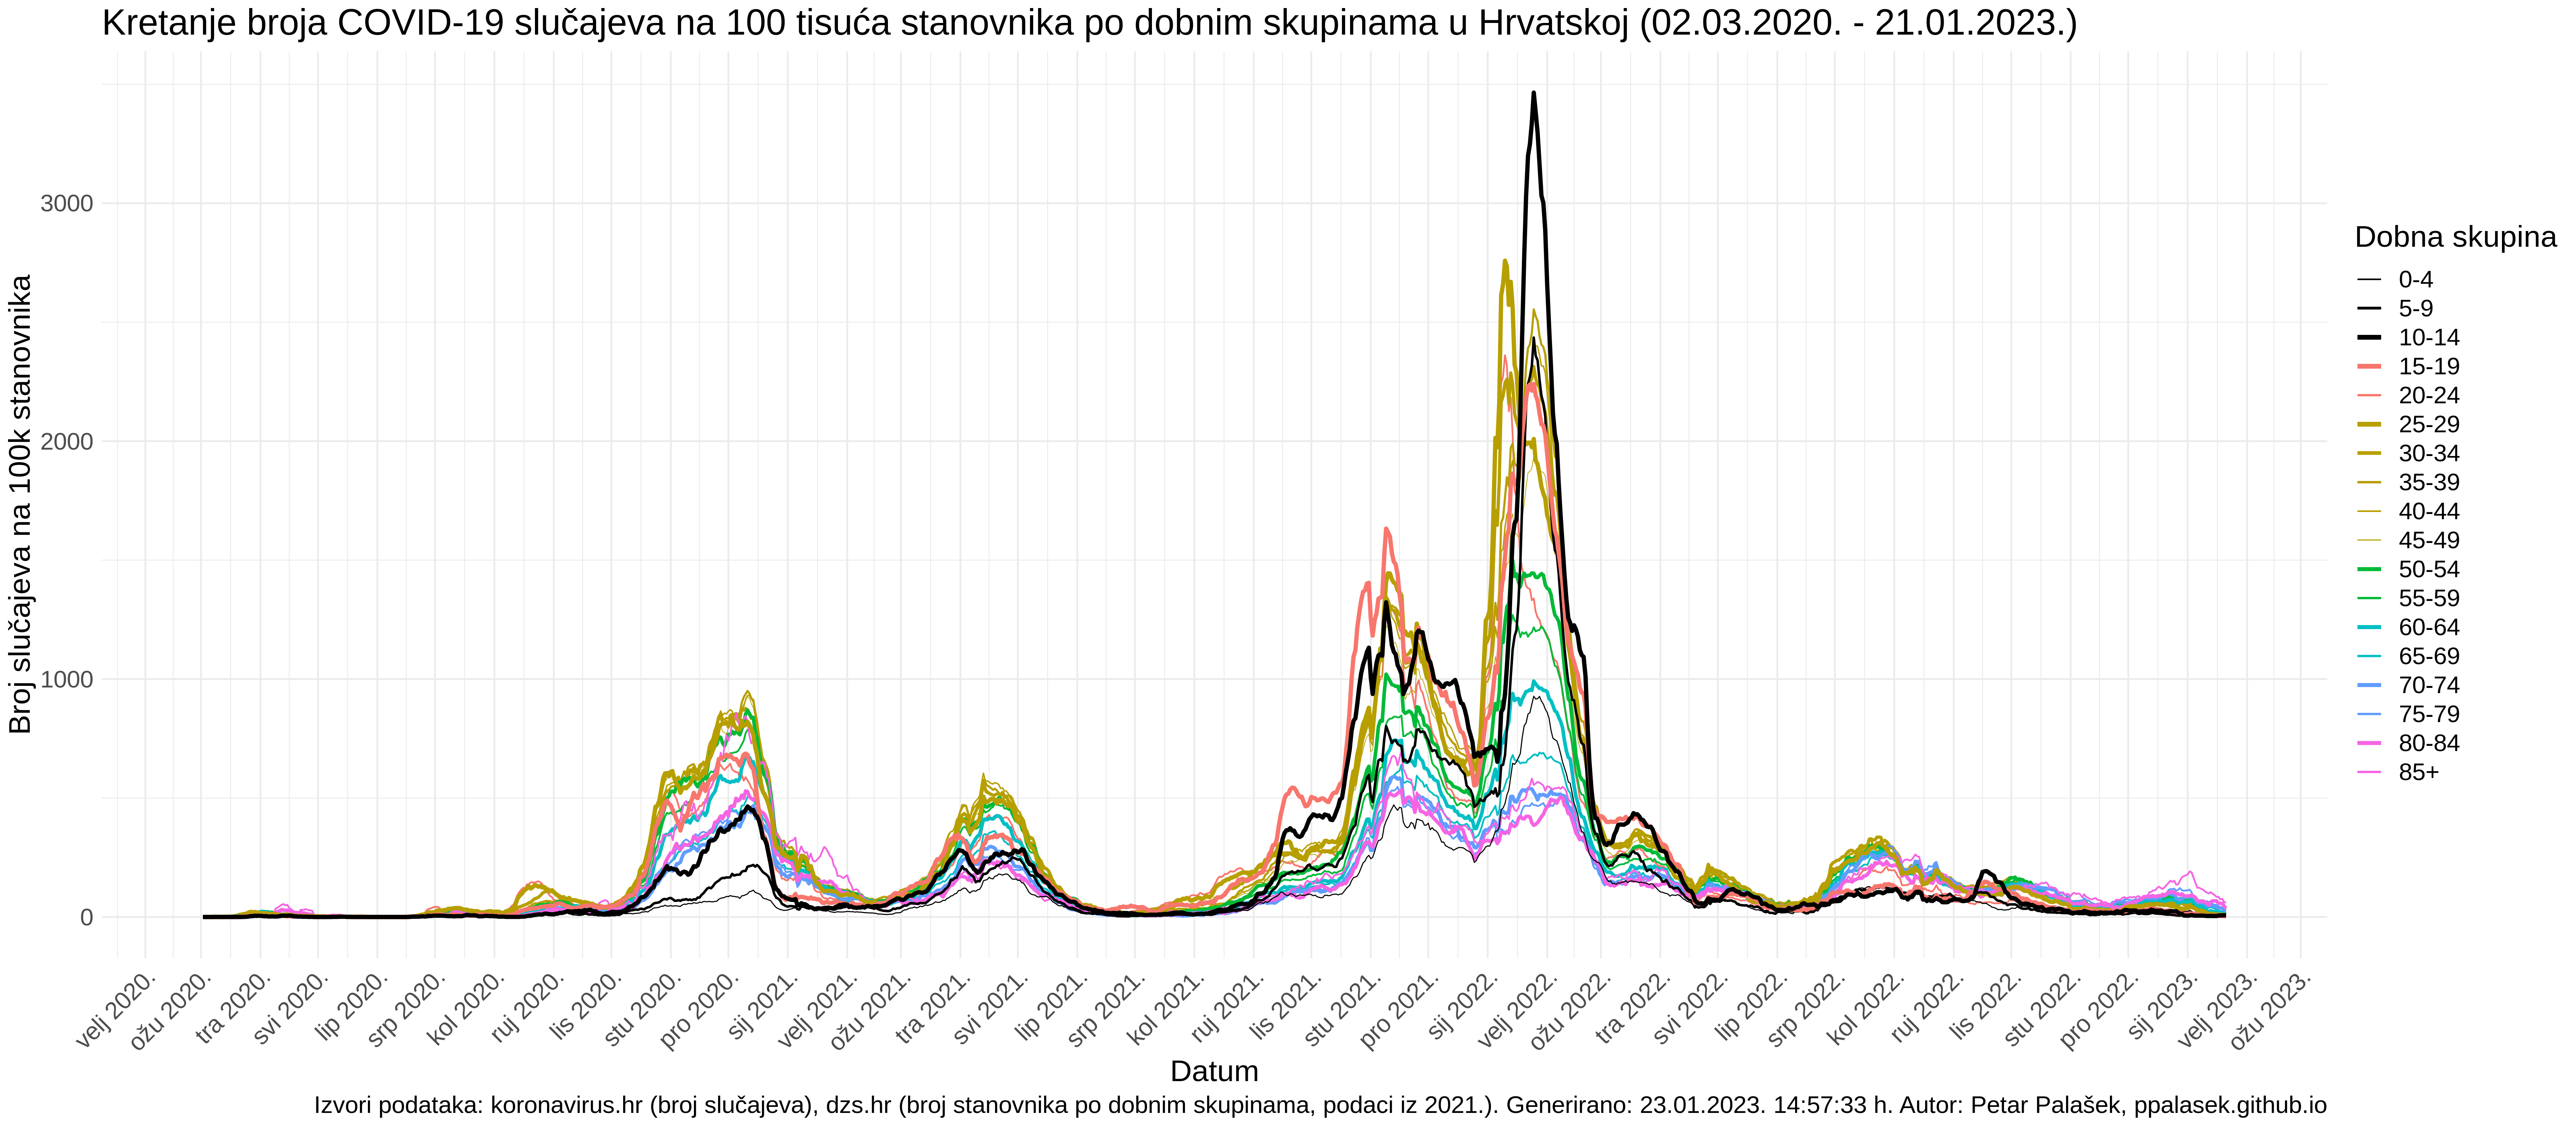 Kretanje broja COVID-19 slučajeva na 100 tisuća stanovnika po dobnim skupinama u Hrvatskoj (02.03.2020. - 21.01.2023.)
Broj slučajeva na 100k stanovnika
3000
2000
1000
0
Dobna skupina
0-4
5-9
10-14
15-19
20-24
25-29
30-34
35-39
40-44
45-49
50-54
55-59
60-64
65-69
70-74
75-79
80-84
85+
velj 2020.
ožu 2020.
tra 2020.
svi 2020.
lip 2020.
srp 2020.
kol 2020.
ruj 2020.
lis 2020.
stu 2020.
pro 2020.
sij 2021.
velj 2021.
ožu 2021.
tra 2021.
svi 2021.
lip 2021.
srp 2021.
kol 2021.
ruj 2021.
lis 2021.
stu 2021.
pro 2021.
sij 2022.
velj 2022.
ožu 2022.
tra 2022.
svi 2022.
lip 2022.
srp 2022.
kol 2022.
ruj 2022.
lis 2022.
stu 2022.
pro 2022.
sij 2023.
velj 2023.
ožu 2023.
Datum
Izvori podataka: koronavirus.hr (broj slučajeva), dzs.hr (broj stanovnika po dobnim skupinama, podaci iz 2021.). Generirano: 23.01.2023. 14:57:33 h. Autor: Petar Palašek, ppalasek.github.io